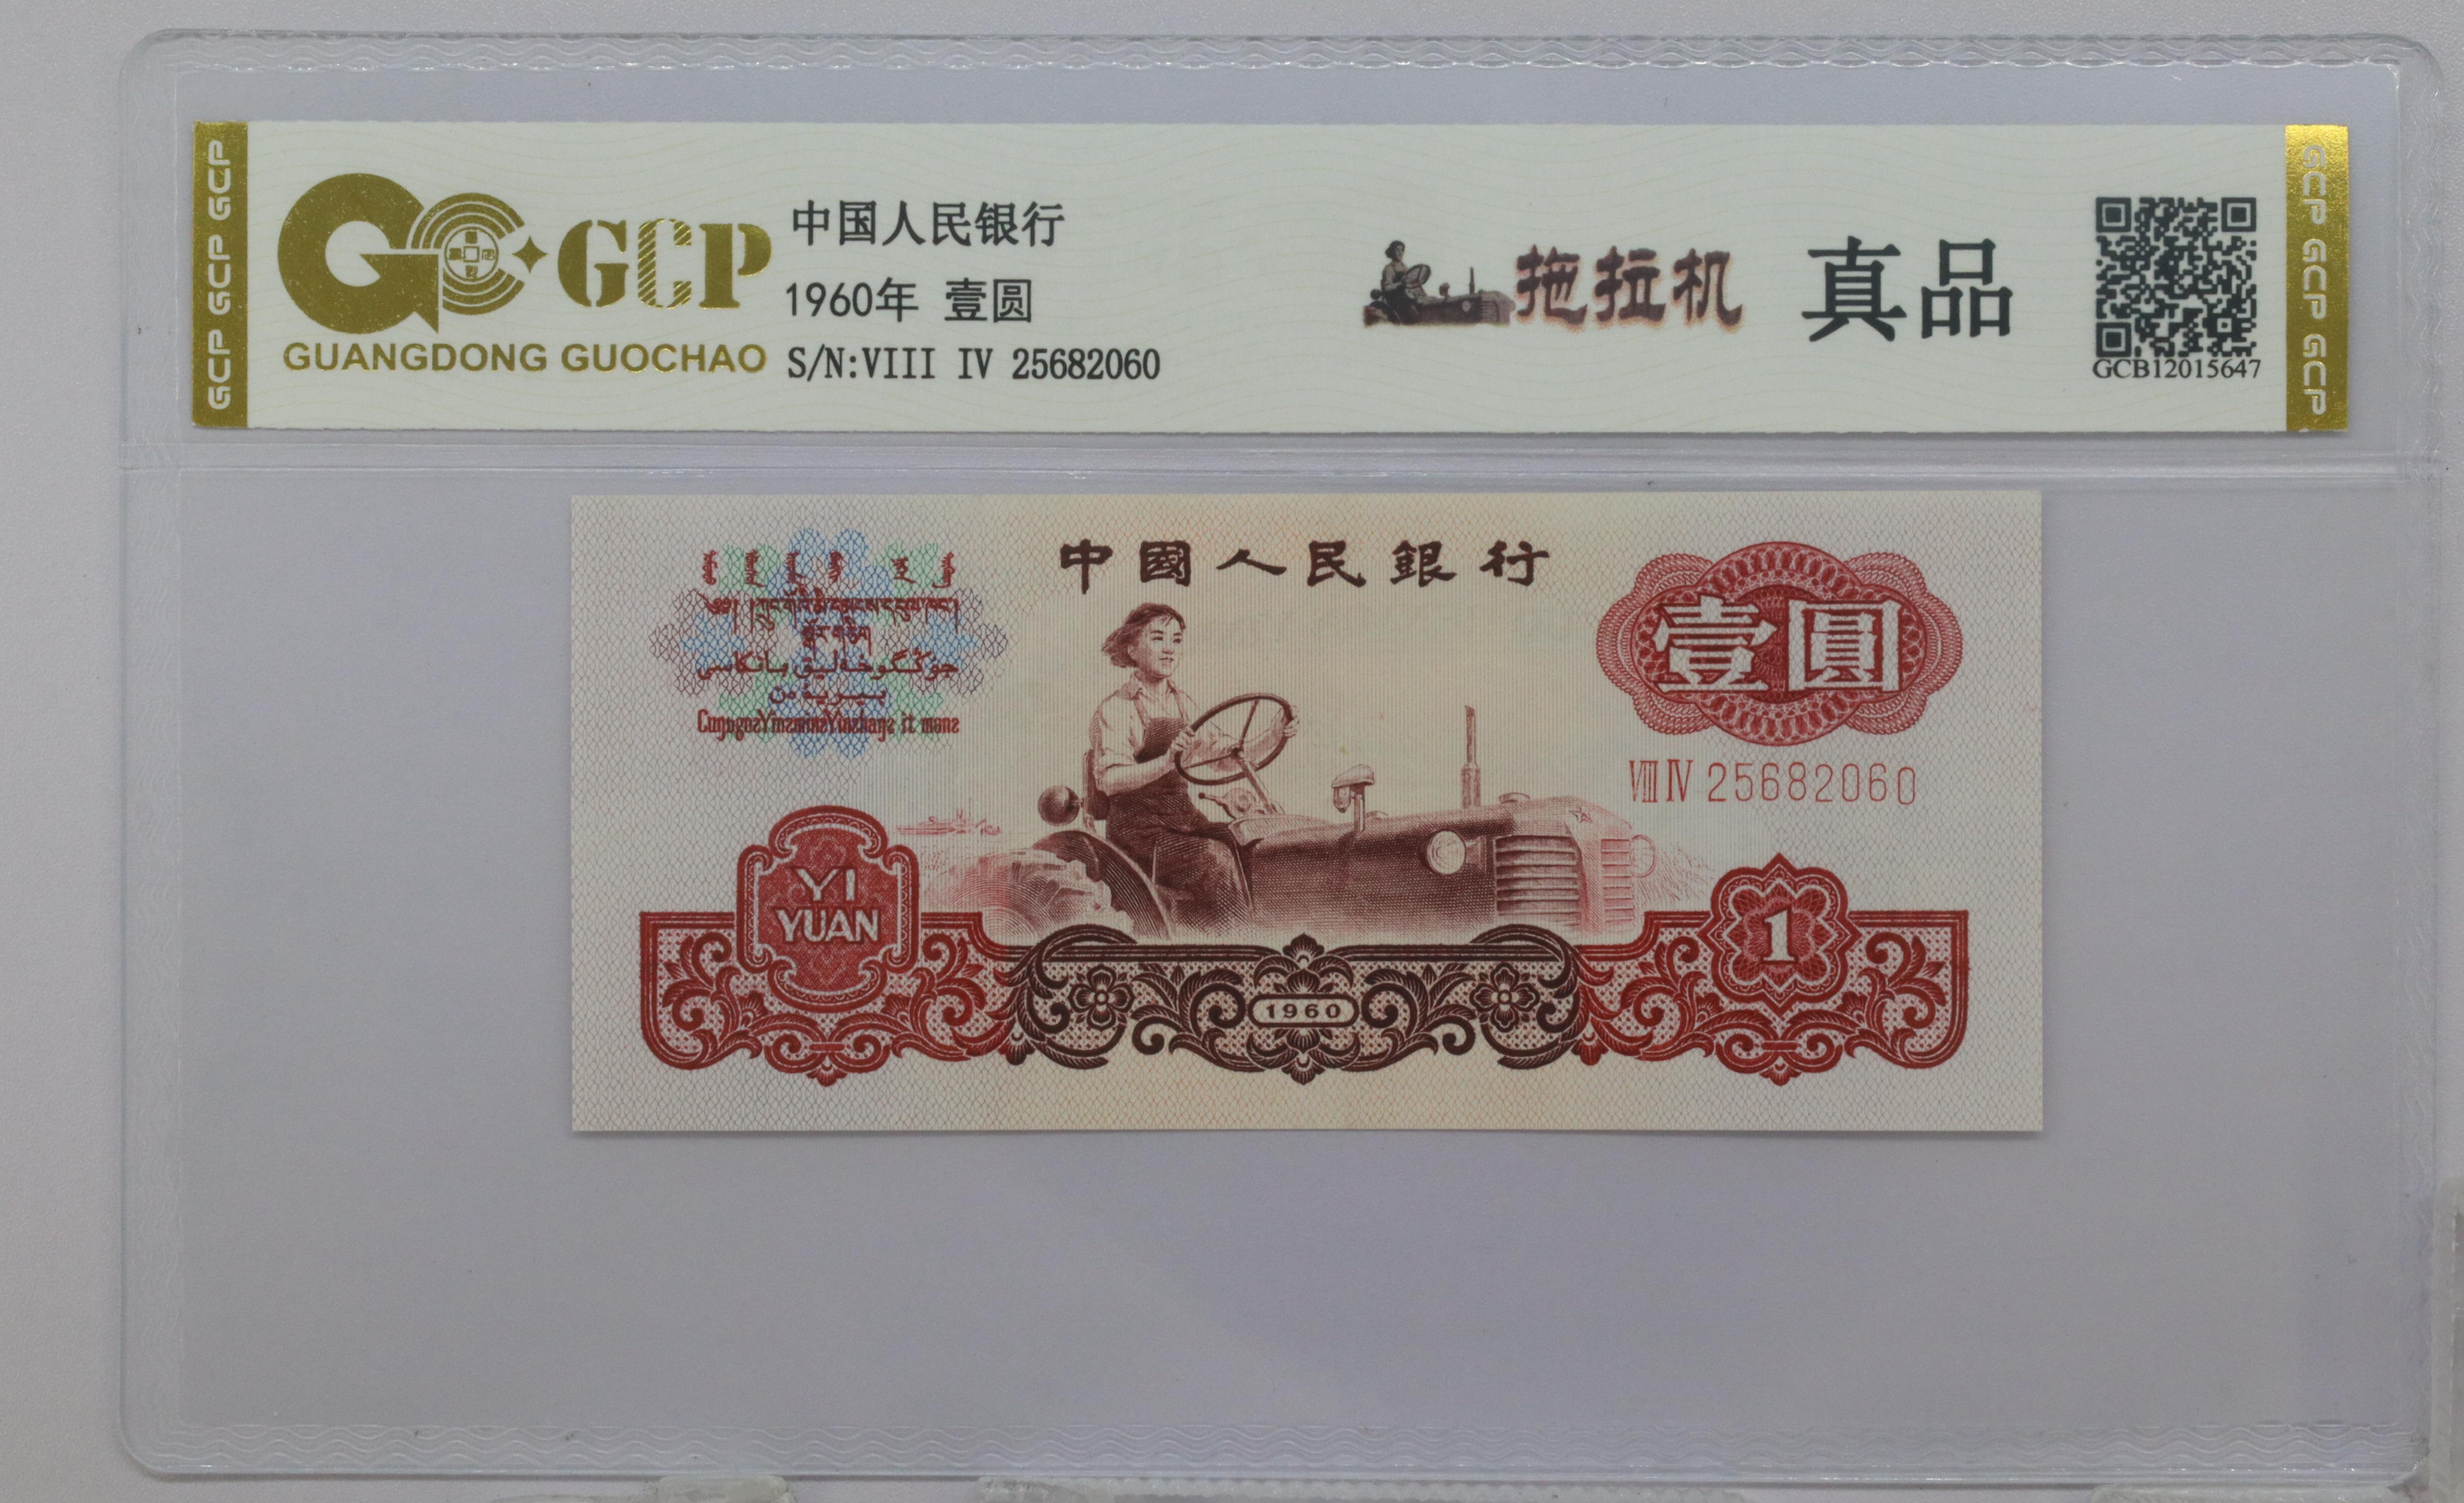 GCP GCP GCP
GCP
GUANGDONG GUOCHAO
中国人民银行
1960年 壹圆
S/N:VIII IV 25682060
拖拉机 真品
GCB12015647
GCP GCP GCP
中國人民銀行
壹圓
VIII IV 25682060
YI
YUAN
1960
1